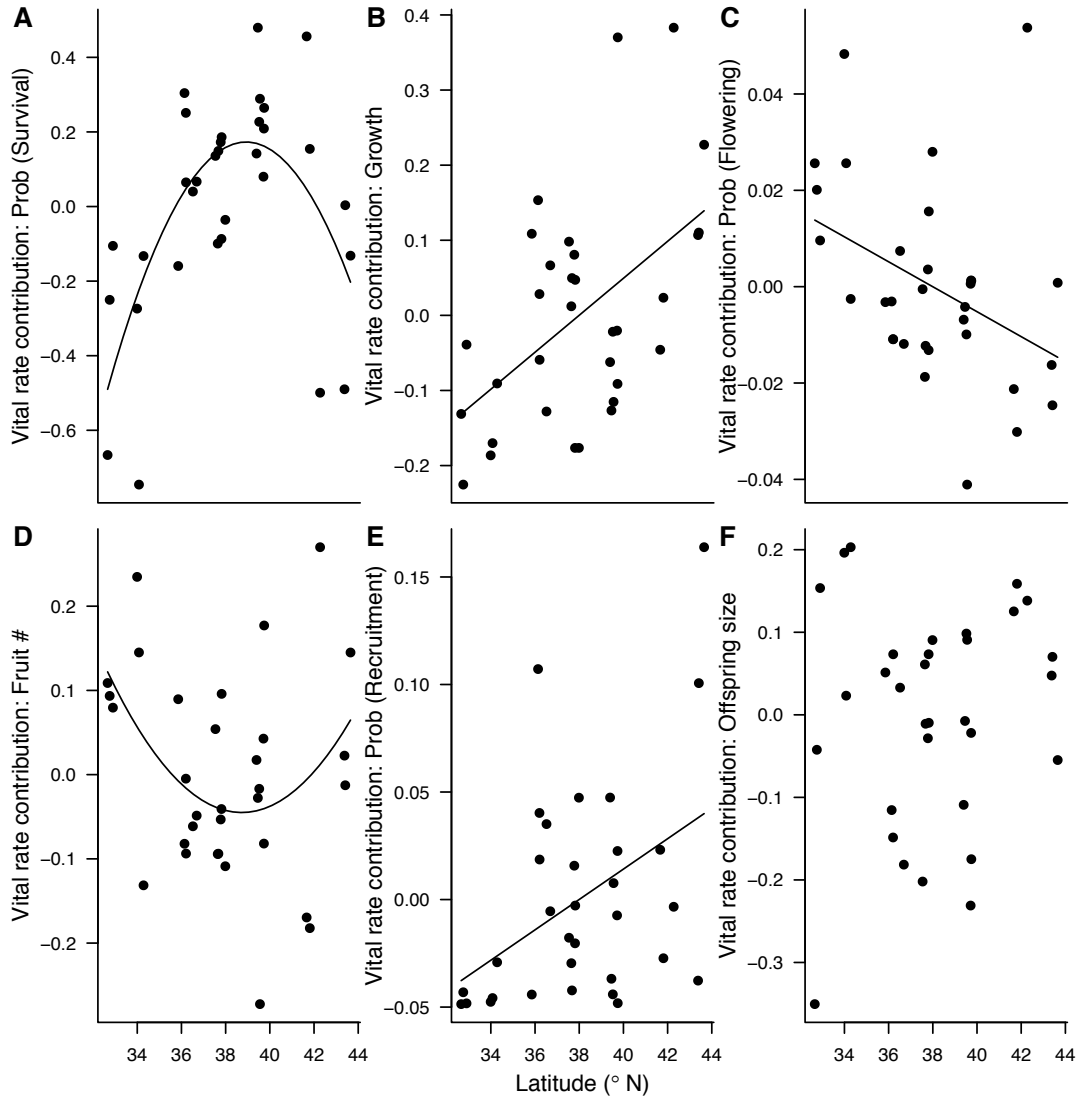 A
Vital rate contribution: Prob (Survival)
0.4
0.2
0.0
−0.2
−0.4
−0.6
B
Vital rate contribution: Growth
0.4
0.3
0.2
0.1
0.0
−0.1
−0.2
C
Vital rate contribution: Prob (Flowering)
0.04
0.02
0.00
−0.02
−0.04
D
Vital rate contribution: Fruit #
0.2
0.1
0.0
−0.1
−0.2
34 36 38 40 42 44
E
Vital rate contribution: Prob (Recruitment)
0.15
0.10
0.05
0.00
−0.05
34 36 38 40 42 44
F
Vital rate contribution: Offspring size
0.2
0.1
0.0
−0.1
−0.2
−0.3
34 36 38 40 42 44
Latitude (° N)